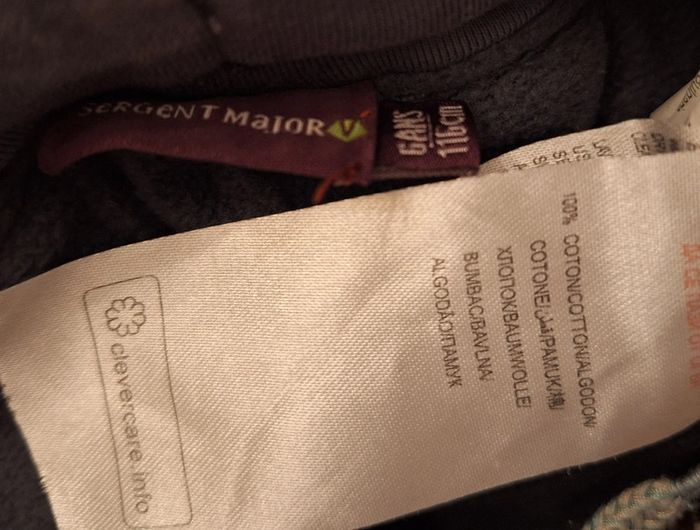 SERGENT MAJOR
6ANS
116cm
100% COTON/COTTON/ALGODON/
COTONE/قطن/PAMUK/棉/
ХЛОПОК/BAUMWOLLE/
BUMBAC/BAVLNA/
ALGODÃO/ПАМУК
clevercare.info